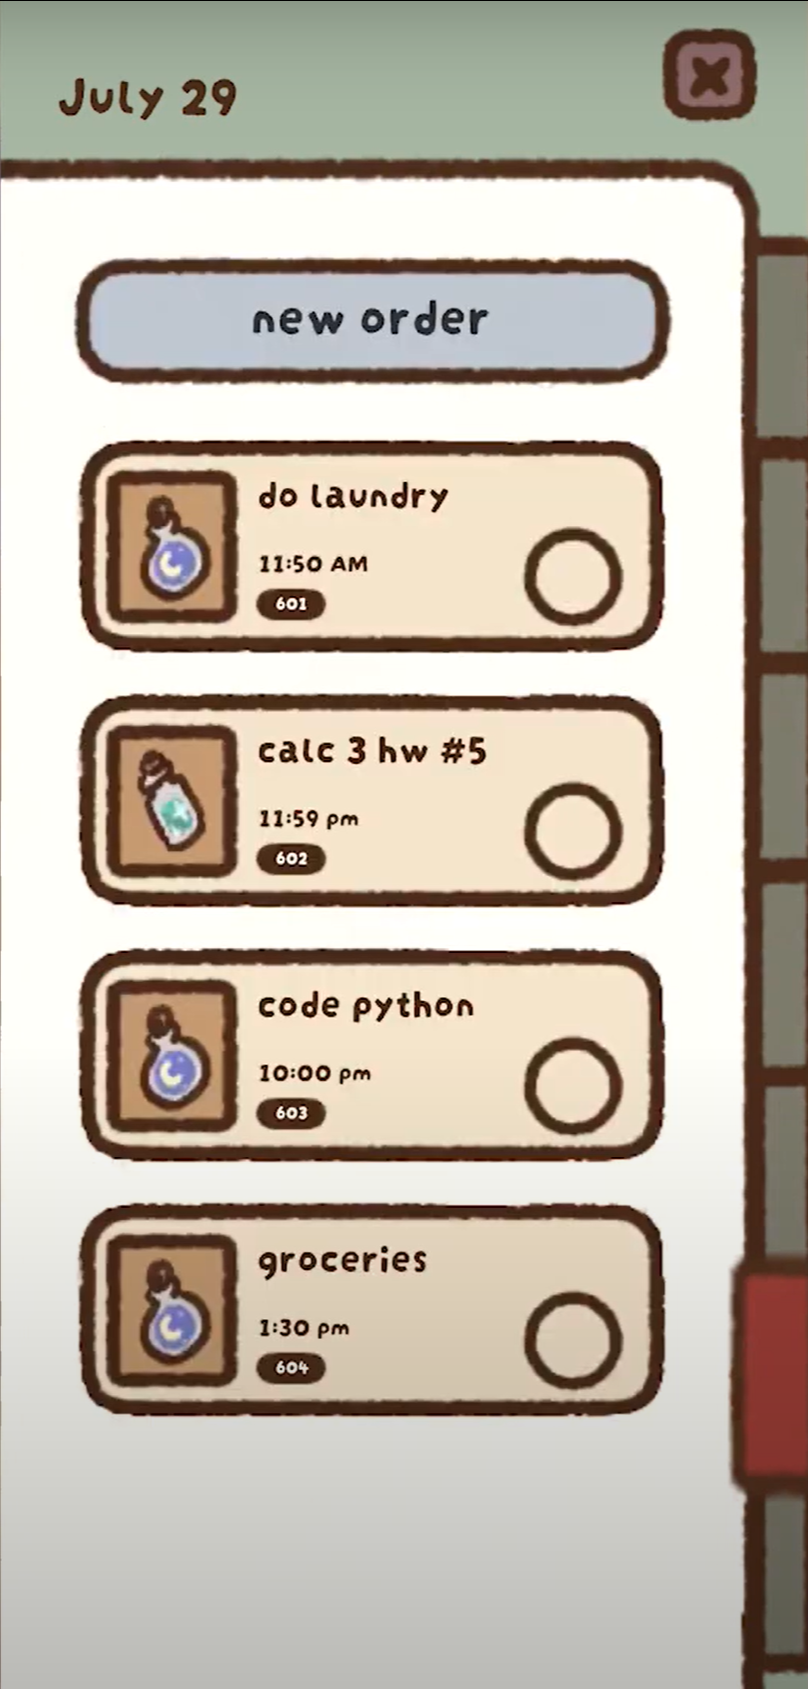 July 29
new order
do laundry
11:50 AM
601
calc 3 hw #5
11:59 pm
602
code python
10:00 pm
603
groceries
1:30 pm
604